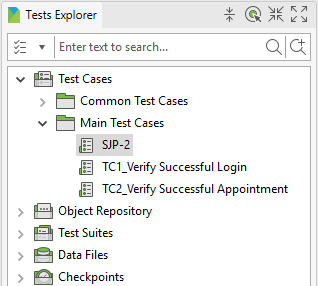 Tests Explorer
Enter text to search...
Test Cases
Common Test Cases
Main Test Cases
SJP-2
TC1_Verify Successful Login
TC2_Verify Successful Appointment
Object Repository
Test Suites
Data Files
Checkpoints